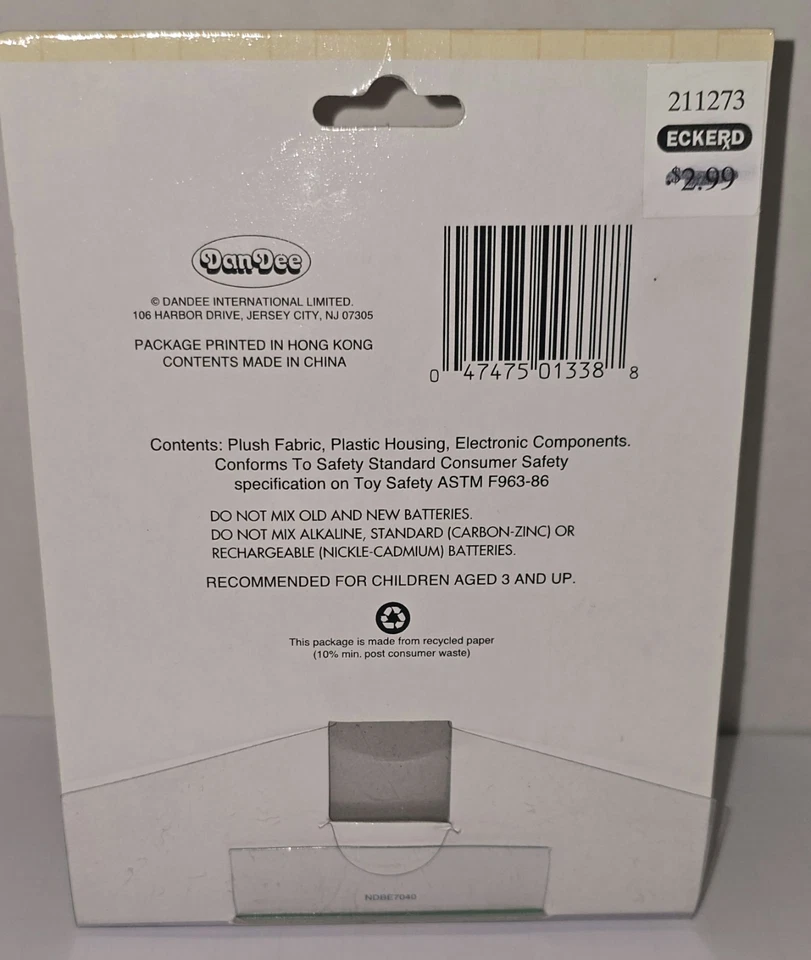 211273
ECKERD
$2.99
DanDee
© DANDEE INTERNATIONAL LIMITED.
106 HARBOR DRIVE, JERSEY CITY, NJ 07305
PACKAGE PRINTED IN HONG KONG
CONTENTS MADE IN CHINA
0 47475 01338 8
Contents: Plush Fabric, Plastic Housing, Electronic Components.
Conforms To Safety Standard Consumer Safety
specification on Toy Safety ASTM F963-86
DO NOT MIX OLD AND NEW BATTERIES.
DO NOT MIX ALKALINE, STANDARD (CARBON-ZINC) OR
RECHARGEABLE (NICKLE-CADMIUM) BATTERIES.
RECOMMENDED FOR CHILDREN AGED 3 AND UP.
This package is made from recycled paper
(10% min. post consumer waste)
NDBE7040